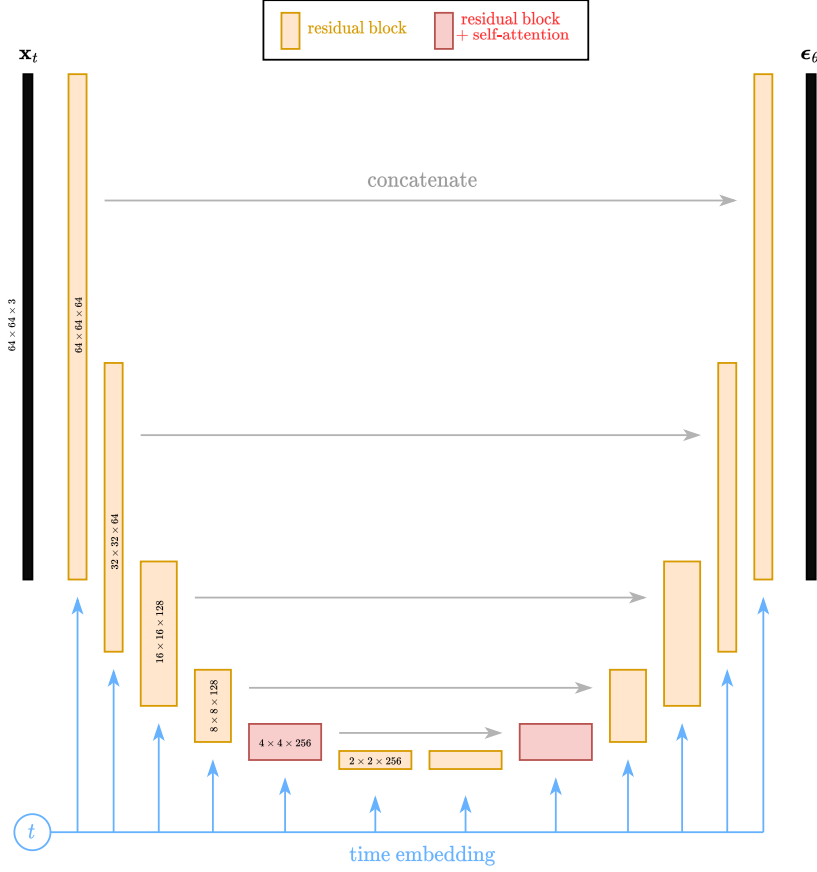 residual block
residual block
+ self-attention
x_t
ϵ_θ
concatenate
64 × 64 × 3
64 × 64 × 64
32 × 32 × 64
16 × 16 × 128
8 × 8 × 128
4 × 4 × 256
2 × 2 × 256
t
time embedding